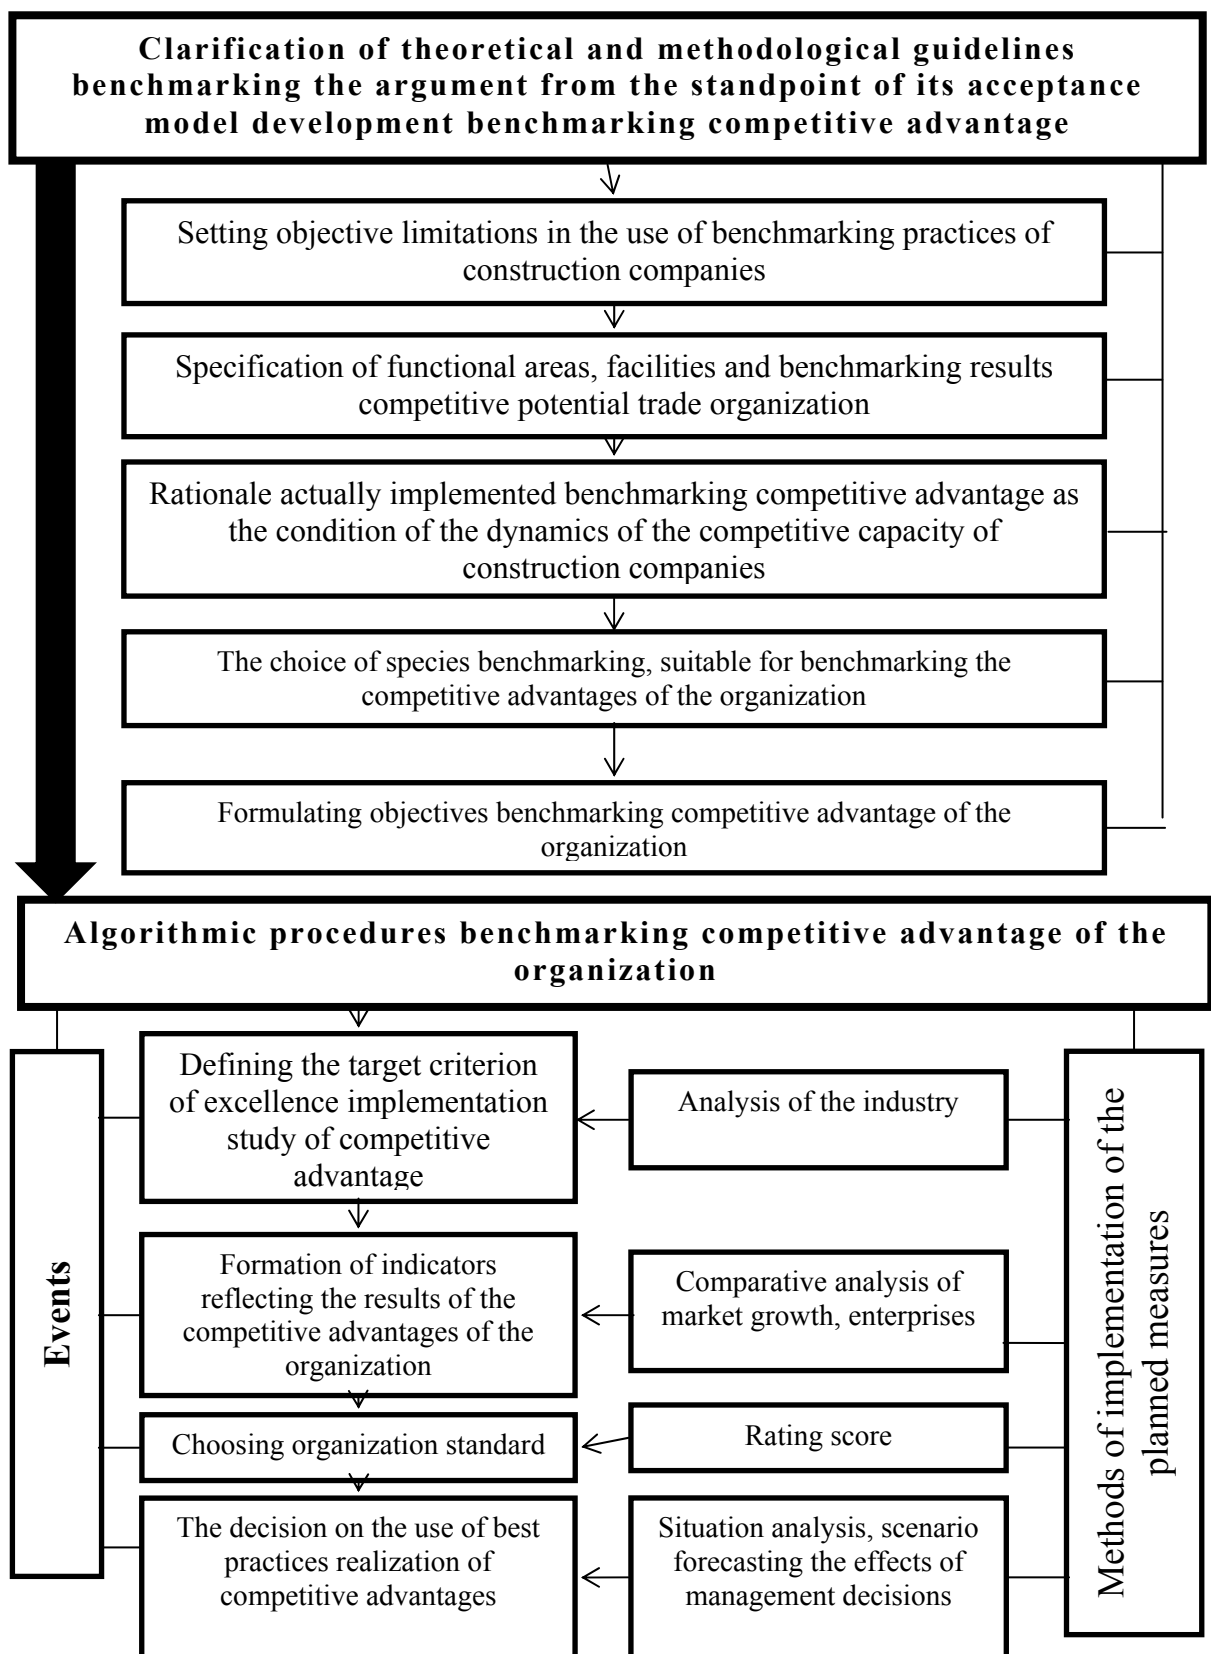 Clarification of theoretical and methodological guidelines
benchmarking the argument from the standpoint of its acceptance
model development benchmarking competitive advantage
Setting objective limitations in the use of benchmarking practices of
construction companies
Specification of functional areas, facilities and benchmarking results
competitive potential trade organization
Rationale actually implemented benchmarking competitive advantage as
the condition of the dynamics of the competitive capacity of
construction companies
The choice of species benchmarking, suitable for benchmarking the
competitive advantages of the organization
Formulating objectives benchmarking competitive advantage of the
organization
Algorithmic procedures benchmarking competitive advantage of the
organization
Events
Defining the target criterion
of excellence implementation
study of competitive
advantage
Analysis of the industry
Formation of indicators
reflecting the results of the
competitive advantages of the
organization
Comparative analysis of
market growth, enterprises
Choosing organization standard
Rating score
The decision on the use of best
practices realization of
competitive advantages
Situation analysis, scenario
forecasting the effects of
management decisions
Methods of implementation of the
planned measures